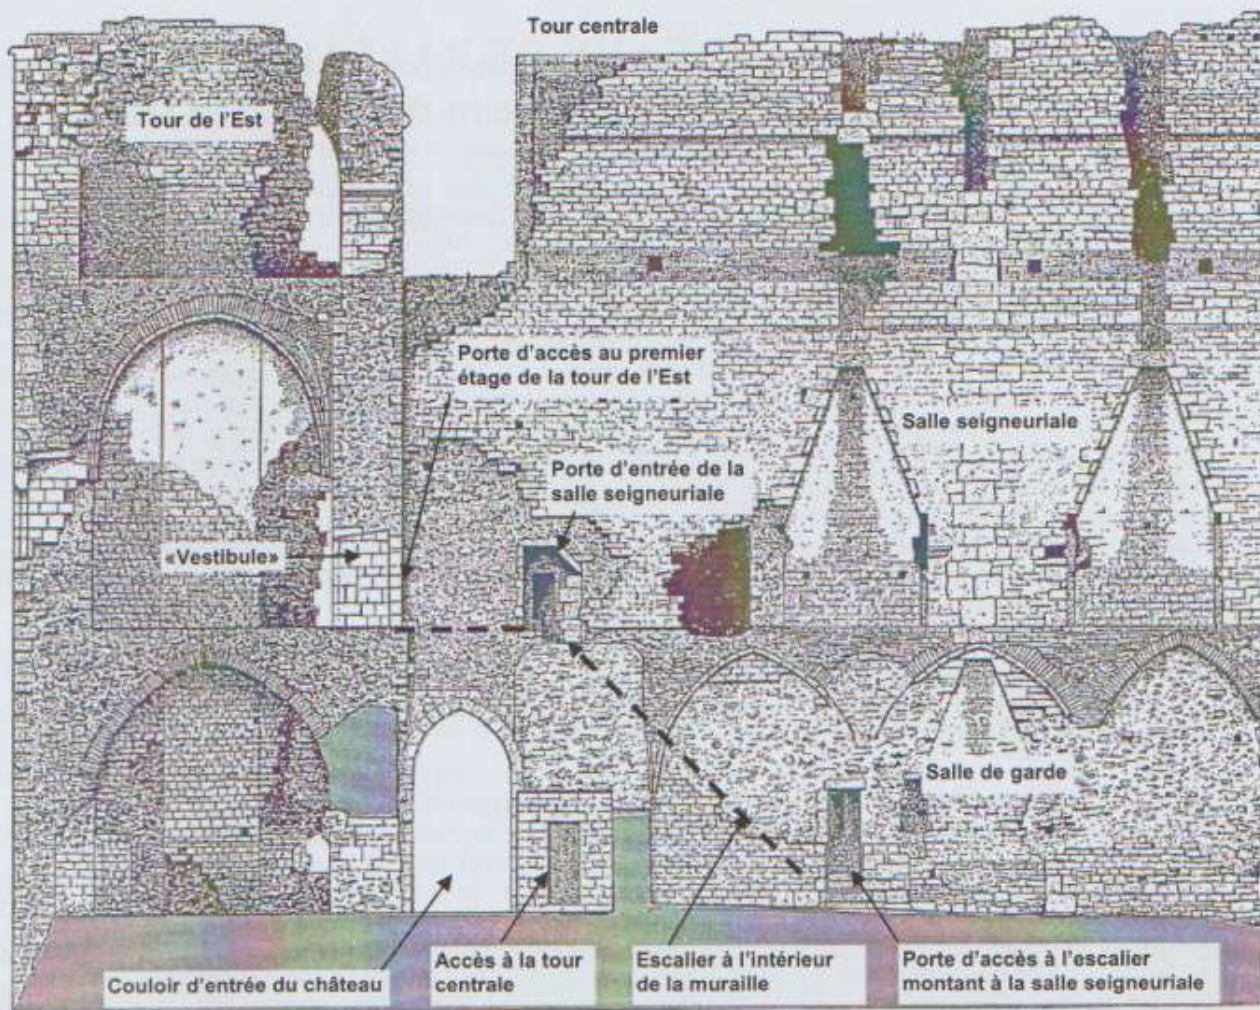 Tour centrale
Tour de l'Est
Porte d'accès au premier
étage de la tour de l'Est
Salle seigneuriale
Porte d'entrée de la
salle seigneuriale
«Vestibule»
Salle de garde
Couloir d'entrée du château
Accès à la tour
centrale
Escalier à l'intérieur
de la muraille
Porte d'accès à l'escalier
montant à la salle seigneuriale